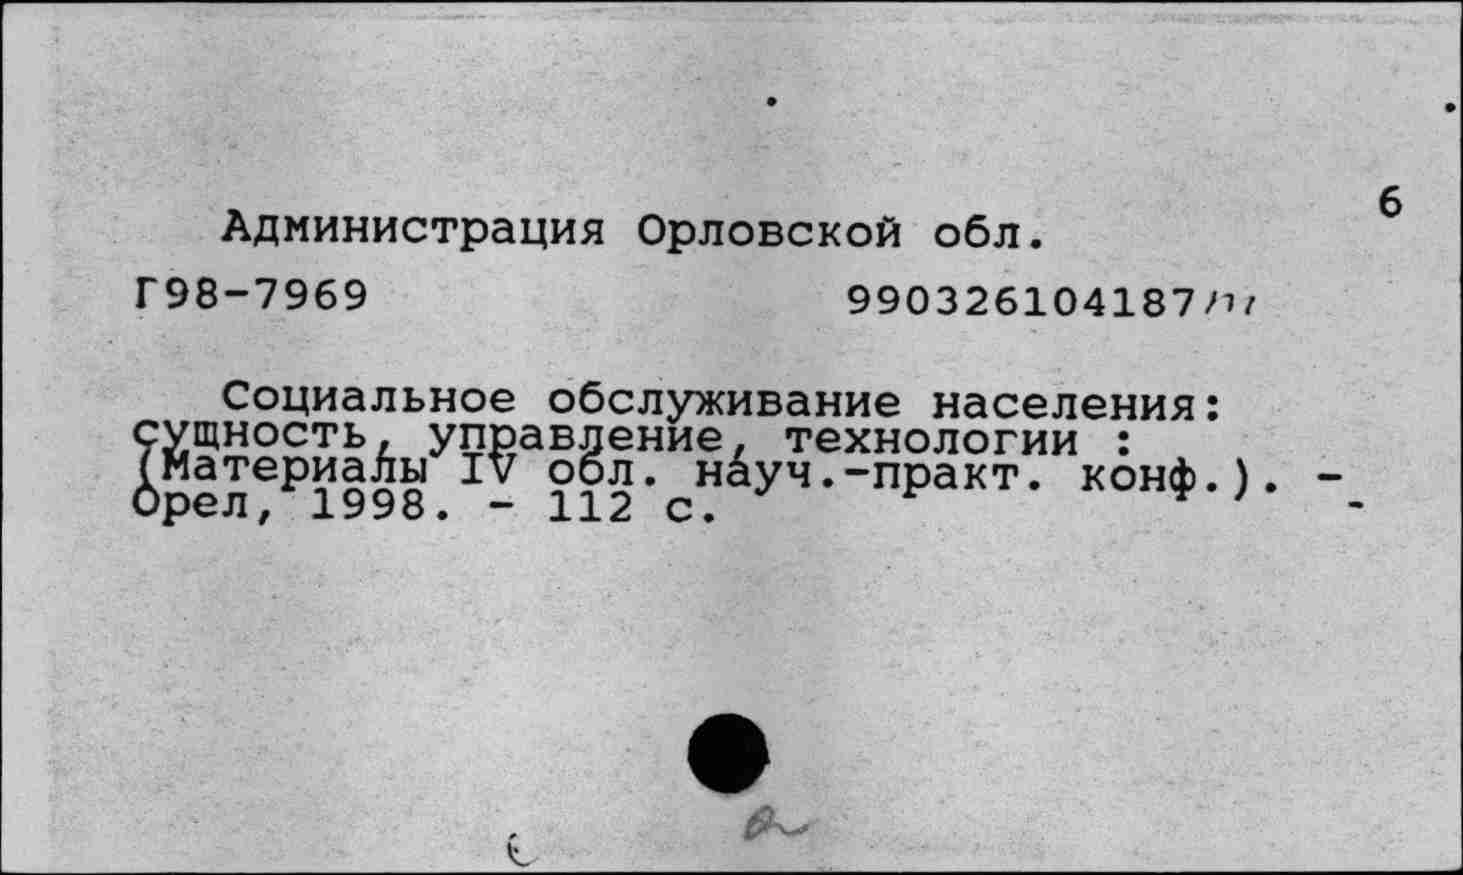 6
Администрация Орловской обл.
Г98-7969 990326104187
Социальное обслуживание населения:
сущность, управление, технологии :
(Материалы IV обл. науч.-практ. конф.). -
Орел, 1998. - 112 с. -